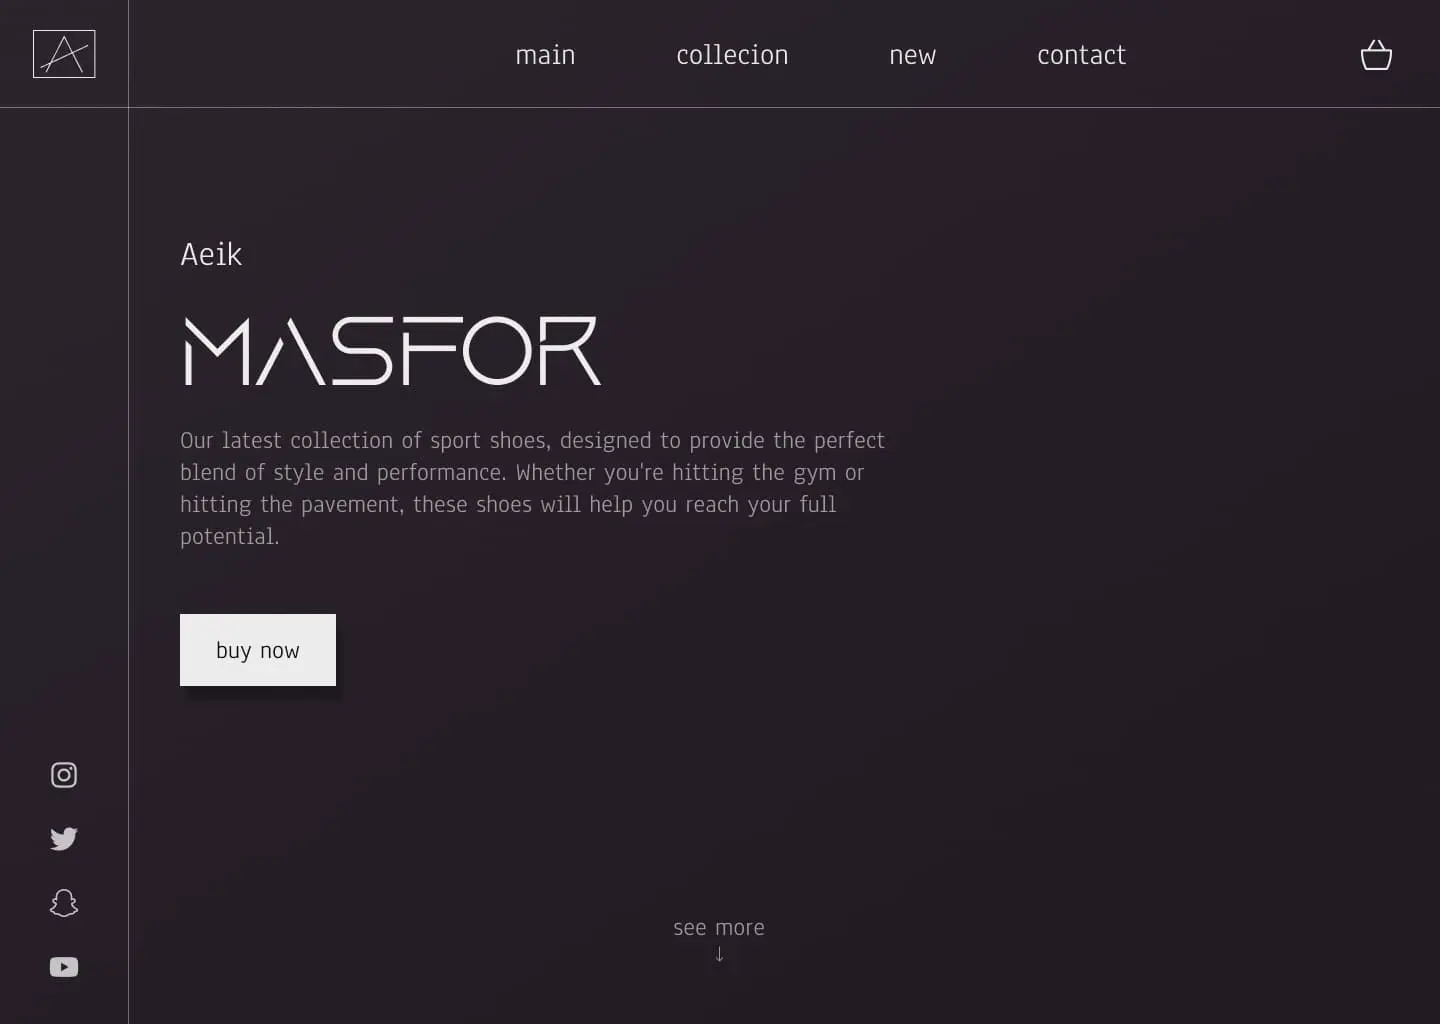 main
collecion
new
contact
Aeik
MASFOR
Our latest collection of sport shoes, designed to provide the perfect
blend of style and performance. Whether you're hitting the gym or
hitting the pavement, these shoes will help you reach your full
potential.
buy now
see more